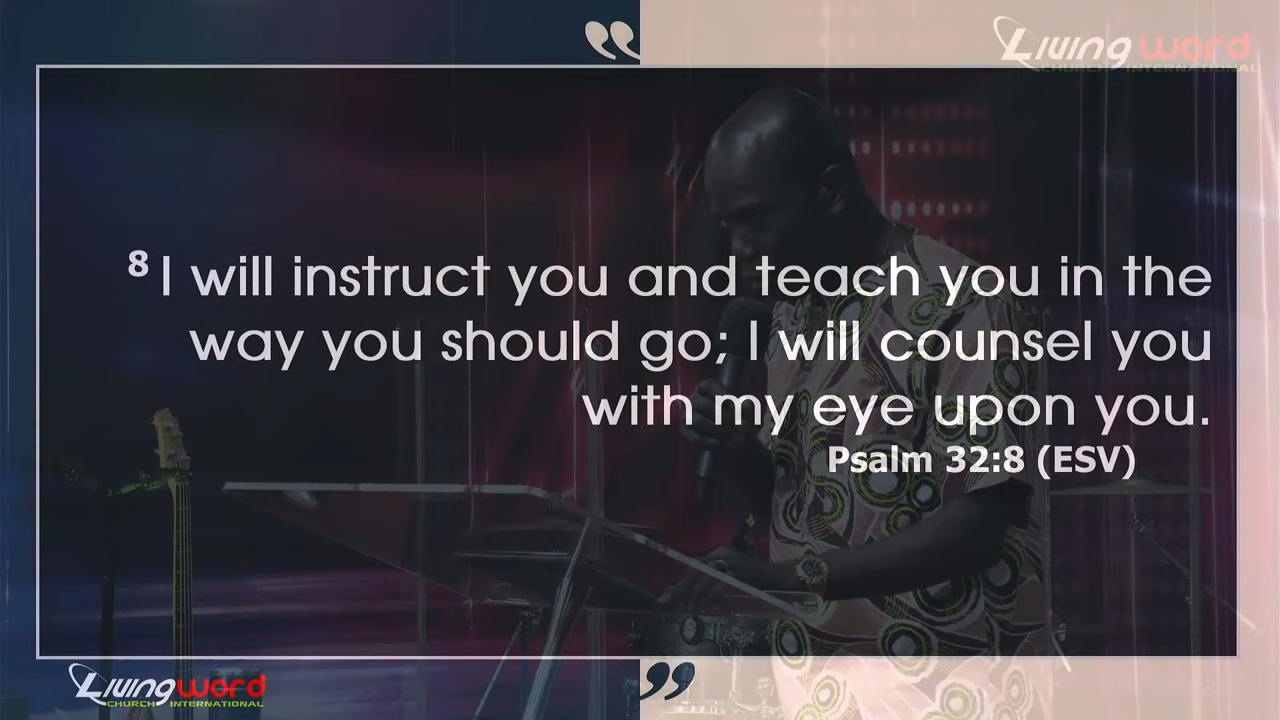 Living word
CHURCH INTERNATIONAL
8 I will instruct you and teach you in the
way you should go; I will counsel you
with my eye upon you.
Psalm 32:8 (ESV)
Living word
CHURCH INTERNATIONAL